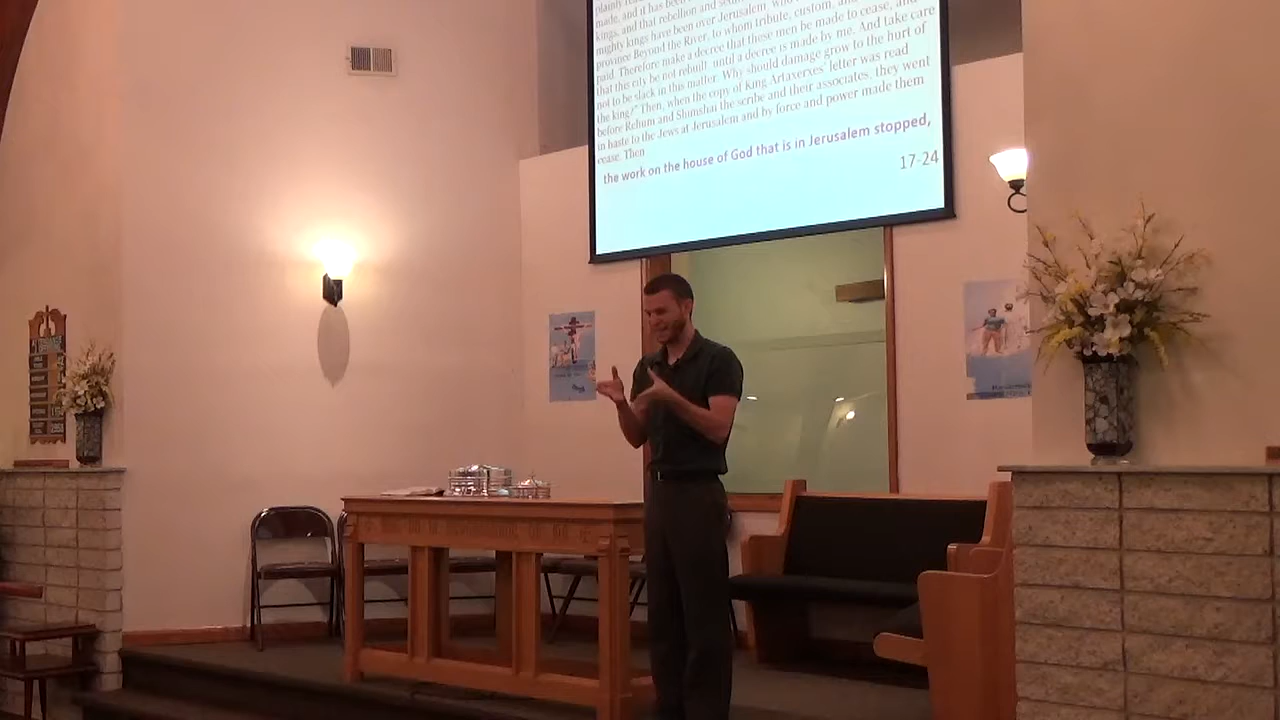 plainly
made, and it has been
kings, and that rebellion and
mighty kings have been over Jerusalem, who
province Beyond the River, to whom tribute, custom, and
paid. Therefore make a decree that these men be made to cease, and
that this city be not rebuilt, until a decree is made by me. And take care
not to be slack in this matter. Why should damage grow to the hurt of
the king?" Then, when the copy of King Artaxerxes' letter was read
before Rehum and Shimshai the scribe and their associates, they went
in haste to the Jews at Jerusalem and by force and power made them
cease. Then
the work on the house of God that is in Jerusalem stopped,
17-24